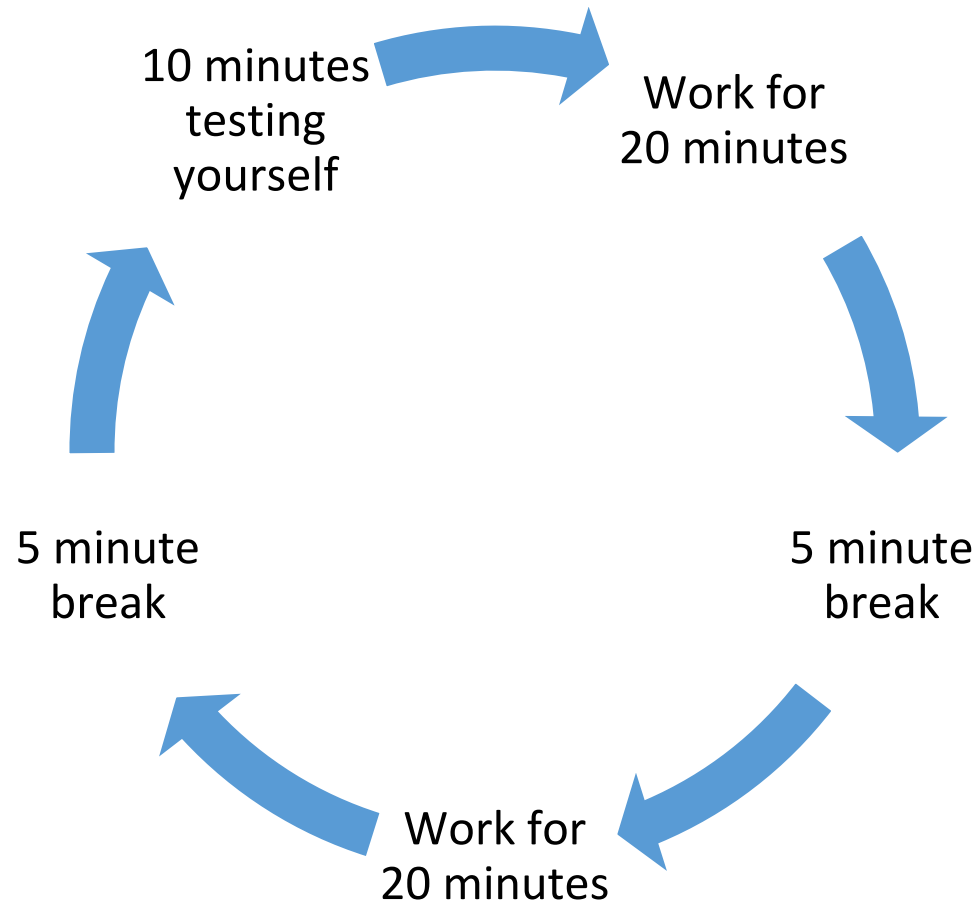 10 minutes
testing
yourself
Work for
20 minutes
5 minute
break
Work for
20 minutes
5 minute
break